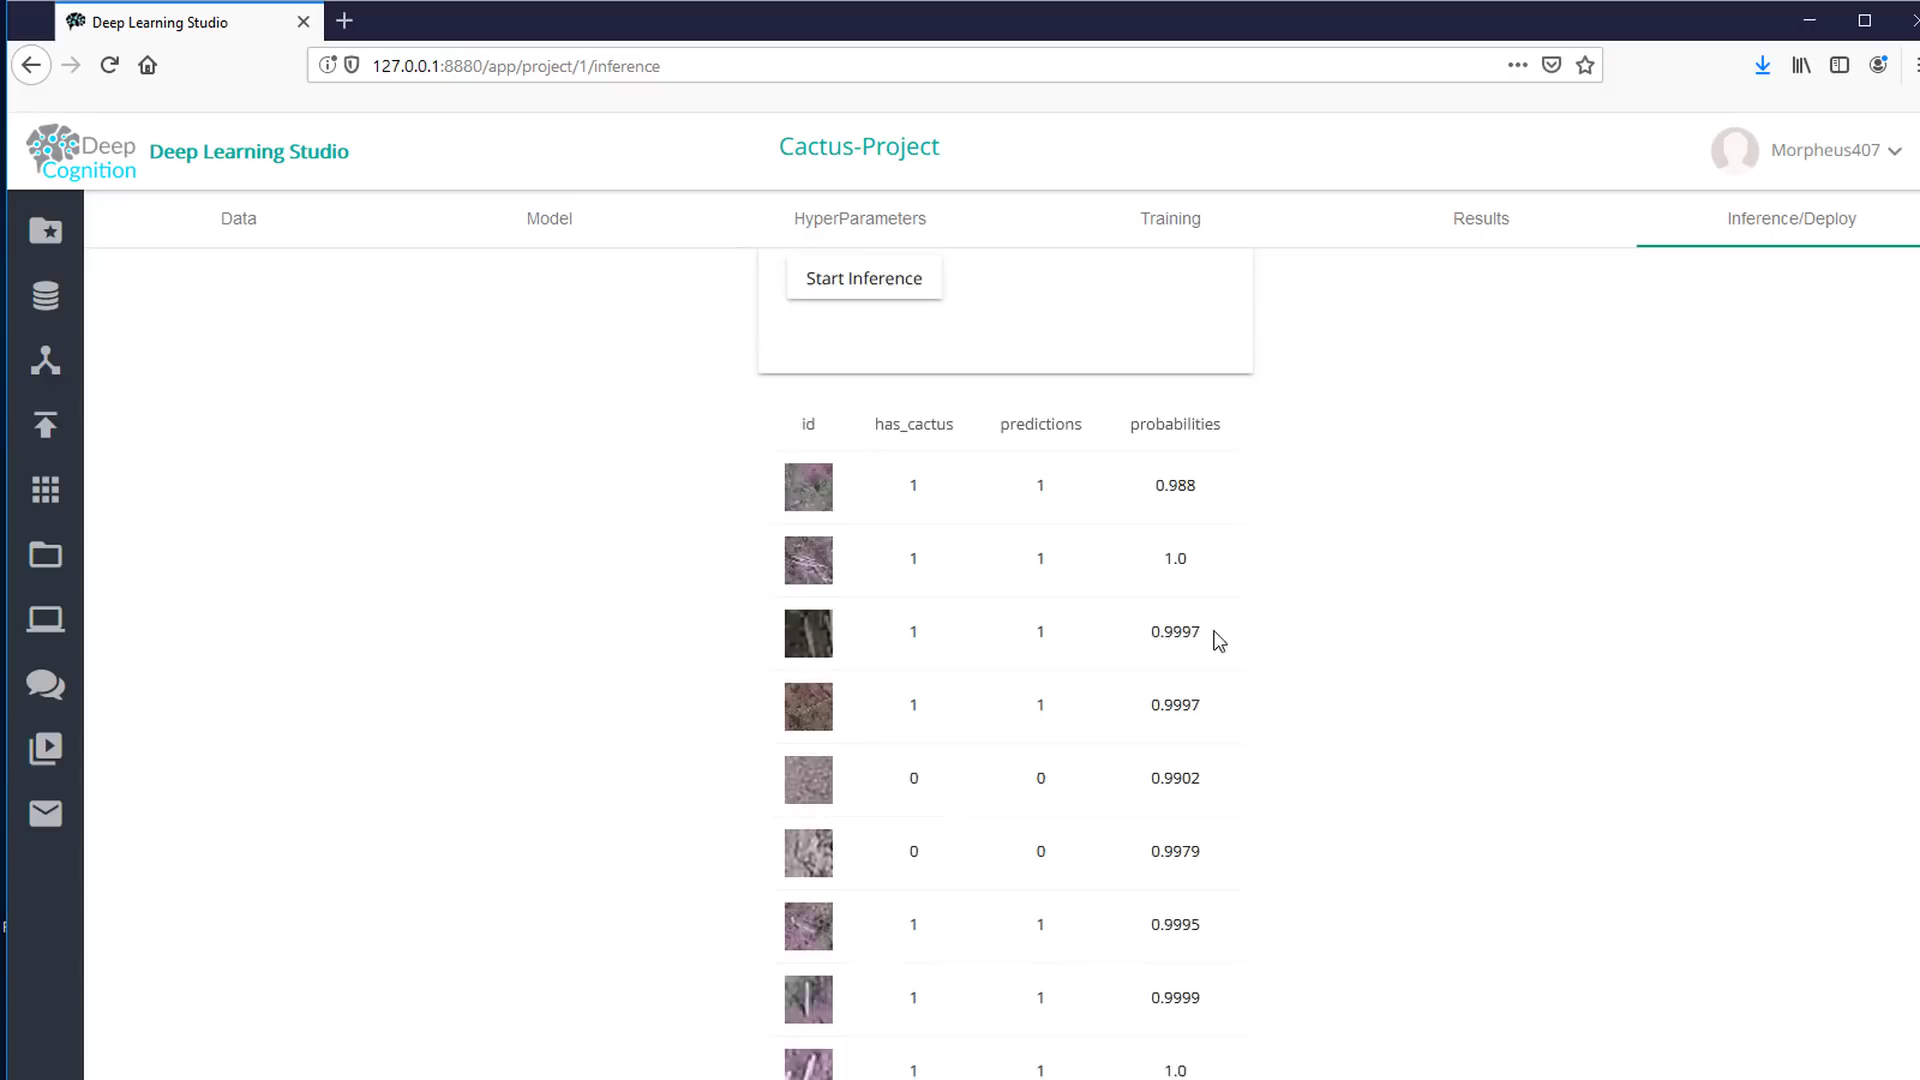 Deep Learning Studio
127.0.0.1:8880/app/project/1/inference
Deep
Cognition
Deep Learning Studio
Cactus-Project
Morpheus407
Data Model HyperParameters Training Results Inference/Deploy
Start Inference
id has_cactus predictions probabilities
1 1 0.988
1 1 1.0
1 1 0.9997
1 1 0.9997
0 0 0.9902
0 0 0.9979
1 1 0.9995
1 1 0.9999
1 1 1.0